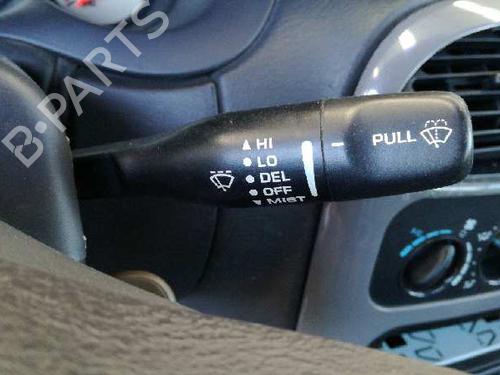 ▲ HI
● LO
● DEL
● OFF
▼ MIST
PULL
B-PARTS